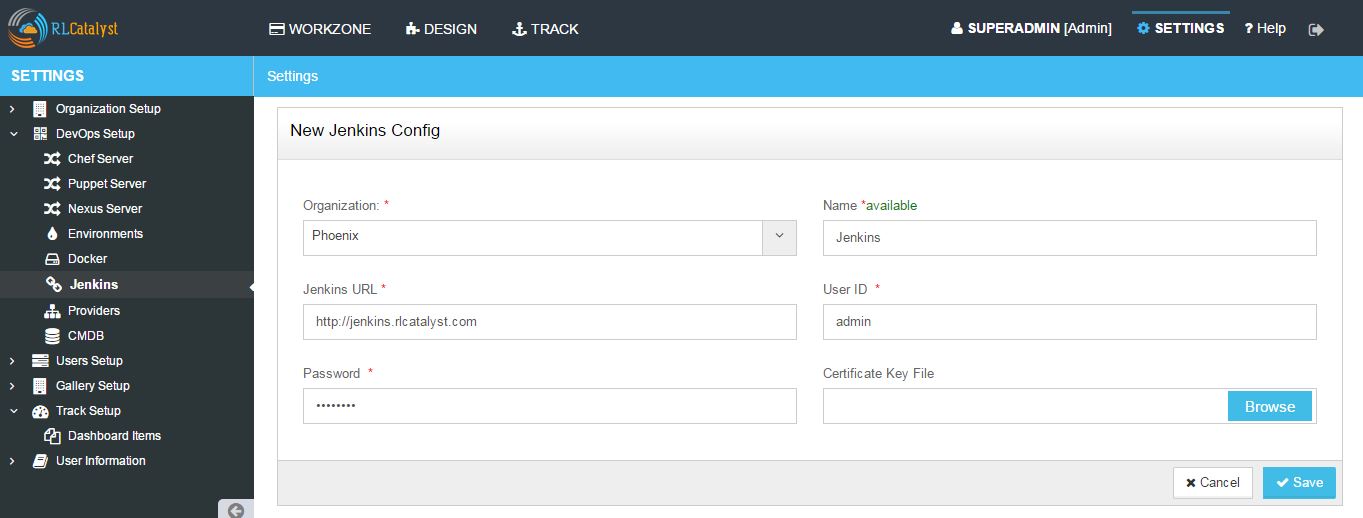 RLCatalyst
WORKZONE DESIGN TRACK SUPERADMIN [Admin] SETTINGS ? Help
SETTINGS
Settings
Organization Setup
DevOps Setup
Chef Server
Puppet Server
Nexus Server
Environments
Docker
Jenkins
Providers
CMDB
Users Setup
Gallery Setup
Track Setup
Dashboard Items
User Information
New Jenkins Config
Organization: * Name *available
Phoenix Jenkins
Jenkins URL * User ID *
http://jenkins.rlcatalyst.com admin
Password * Certificate Key File
•••••••• Browse
Cancel Save